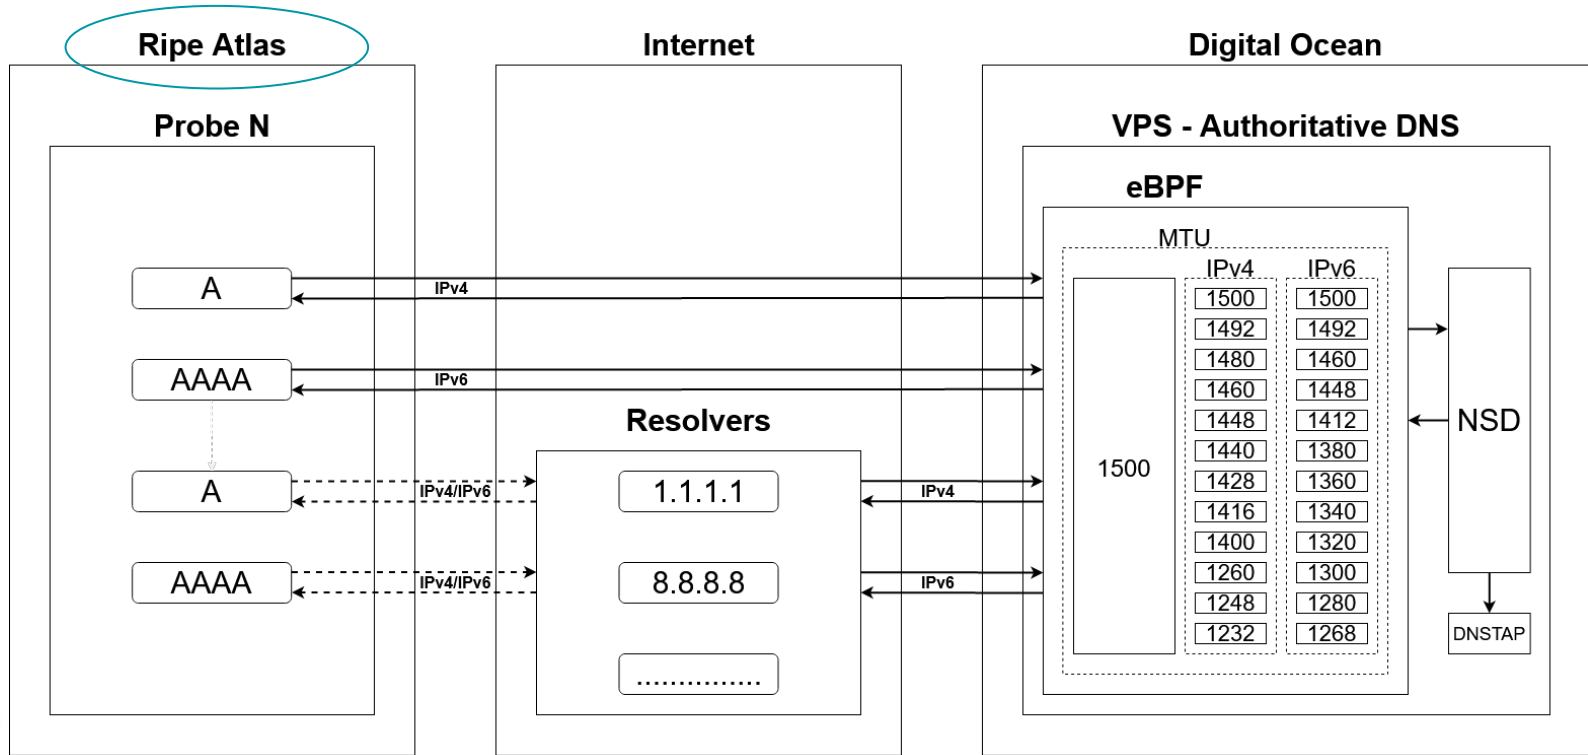 Ripe Atlas
Internet
Digital Ocean
Probe N
VPS - Authoritative DNS
eBPF
MTU
IPv4
IPv6
A
IPv4
AAAA
IPv6
Resolvers
A
IPv4/IPv6
1.1.1.1
IPv4
AAAA
IPv4/IPv6
8.8.8.8
IPv6
...............
1500
1500
1492
1480
1460
1448
1440
1428
1416
1400
1260
1248
1232
1500
1492
1460
1448
1412
1380
1360
1340
1320
1300
1280
1268
NSD
DNSTAP